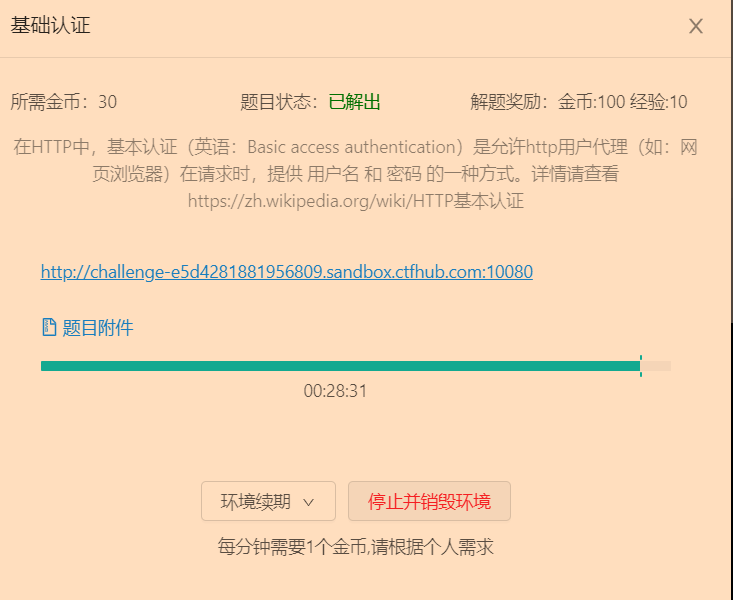 基础认证
所需金币：30 题目状态：已解出 解题奖励：金币:100 经验:10
在HTTP中，基本认证（英语：Basic access authentication）是允许http用户代理（如：网
页浏览器）在请求时，提供 用户名 和 密码 的一种方式。详情请查看
https://zh.wikipedia.org/wiki/HTTP基本认证
http://challenge-e5d4281881956809.sandbox.ctfhub.com:10080
题目附件
00:28:31
环境续期 停止并销毁环境
每分钟需要1个金币,请根据个人需求